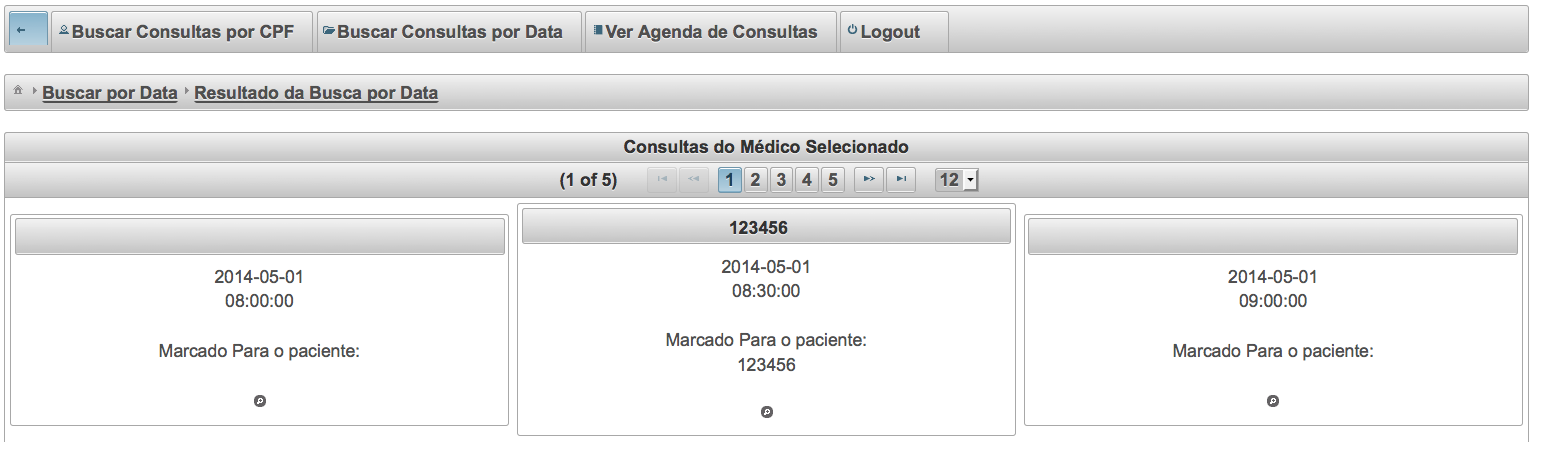 Buscar Consultas por CPF Buscar Consultas por Data Ver Agenda de Consultas Logout
Buscar por Data Resultado da Busca por Data
Consultas do Médico Selecionado
(1 of 5) 1 2 3 4 5 12
2014-05-01
08:00:00
Marcado Para o paciente:
123456
2014-05-01
08:30:00
Marcado Para o paciente:
123456
2014-05-01
09:00:00
Marcado Para o paciente: